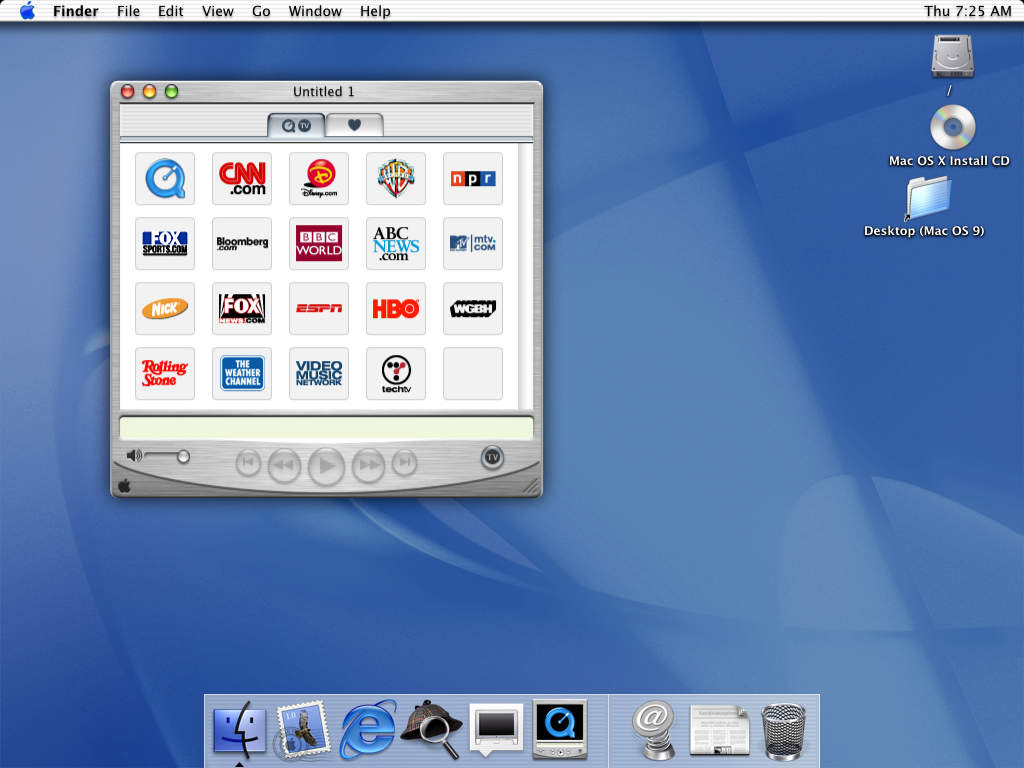 Finder File Edit View Go Window Help Thu 7:25 AM
Untitled 1
TV
CNN
.com
Disney.com
WB
npr
FOX
SPORTS.COM
Bloomberg
.com
BBC
WORLD
ABC
NEWS
.com
MTV mtv.
COM
NICK
FOX
NEWS.COM
ESPN
HBO
WGBH
Rolling
Stone
THE
WEATHER
CHANNEL
VIDEO
MUSIC
NETWORK
techtv
TV
/
Mac OS X Install CD
Desktop (Mac OS 9)
1.0
@